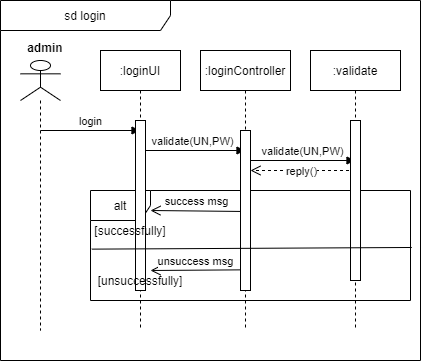 sd login
admin
:loginUI
:loginController
:validate
login
validate(UN,PW)
validate(UN,PW)
reply()
alt
success msg
[successfully]
unsuccess msg
[unsuccessfully]